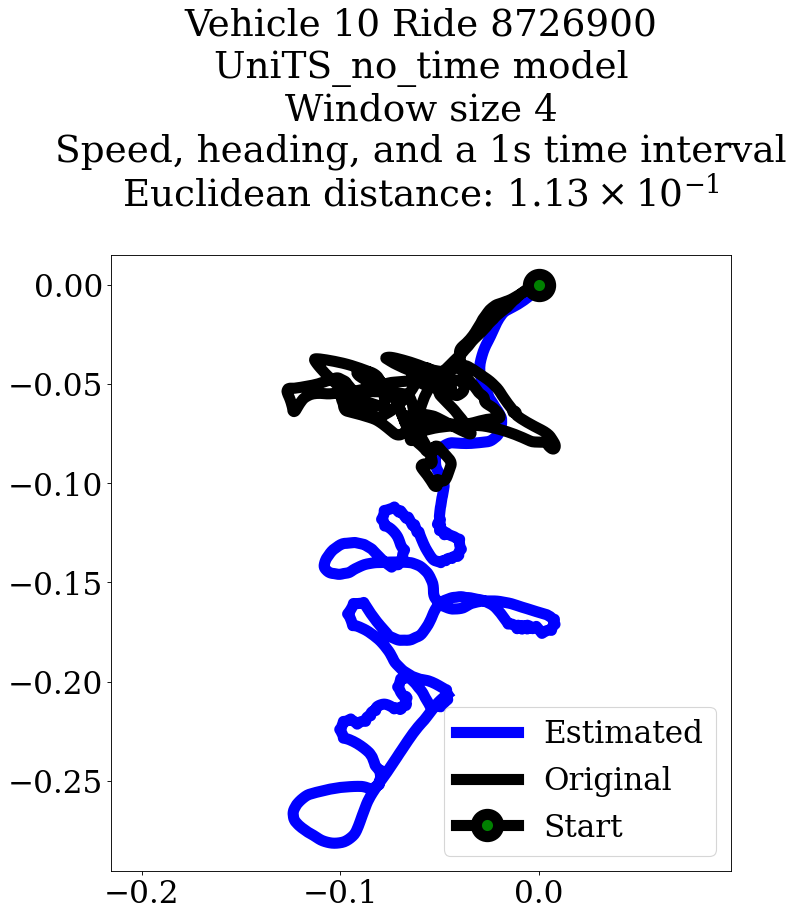 Vehicle 10 Ride 8726900
UniTS_no_time model
Window size 4
Speed, heading, and a 1s time interval
Euclidean distance: 1.13 × 10⁻¹
0.00
−0.05
−0.10
−0.15
−0.20
−0.25
Estimated
Original
Start
−0.2
−0.1
0.0